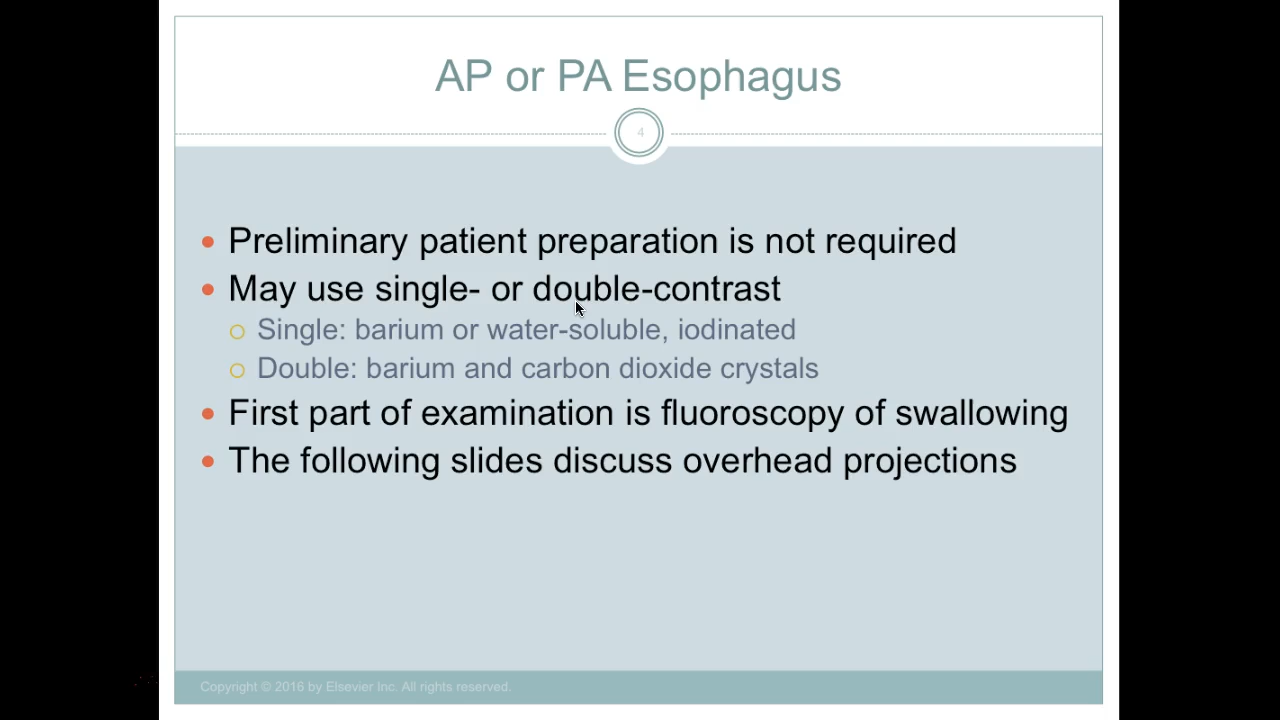 AP or PA Esophagus
4
Preliminary patient preparation is not required
May use single- or double-contrast
Single: barium or water-soluble, iodinated
Double: barium and carbon dioxide crystals
First part of examination is fluoroscopy of swallowing
The following slides discuss overhead projections
Copyright © 2016 by Elsevier Inc. All rights reserved.